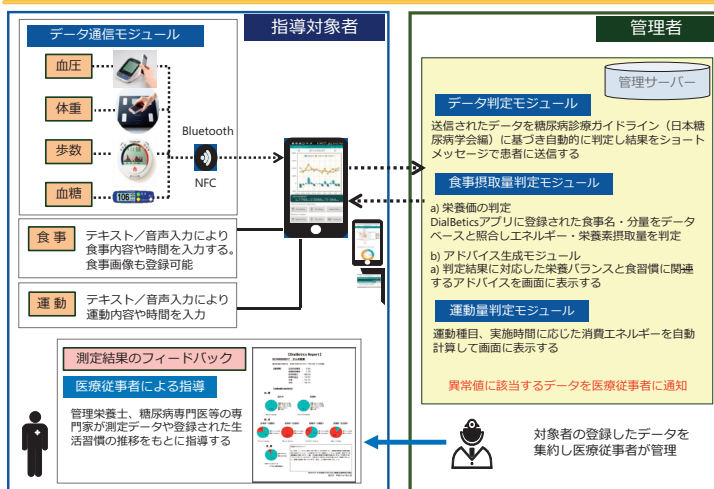 指導対象者
データ通信モジュール
血圧
体重
歩数
血糖
106
Bluetooth
NFC
食 事
テキスト／音声入力により
食事内容や時間を入力する。
食事画像も登録可能
運 動
テキスト／音声入力により
運動内容や時間を入力
測定結果のフィードバック
医療従事者による指導
管理栄養士、糖尿病専門医等の専
門家が測定データや登録された生
活習慣の推移をもとに指導する
【DialBetics Report】
管理者
管理サーバー
データ判定モジュール
送信されたデータを糖尿病診療ガイドライン（日本糖
尿病学会編）に基づき自動的に判定し結果をショート
メッセージで患者に送信する
食事摂取量判定モジュール
a) 栄養価の判定
DialBeticsアプリに登録された食事名・分量をデータ
ベースと照合しエネルギー・栄養素摂取量を判定
b) アドバイス生成モジュール
a) 判定結果に対応した栄養バランスと食習慣に関連
するアドバイスを画面に表示する
運動量判定モジュール
運動種目、実施時間に応じた消費エネルギーを自動
計算して画面に表示する
異常値に該当するデータを医療従事者に通知
対象者の登録したデータを
集約し医療従事者が管理